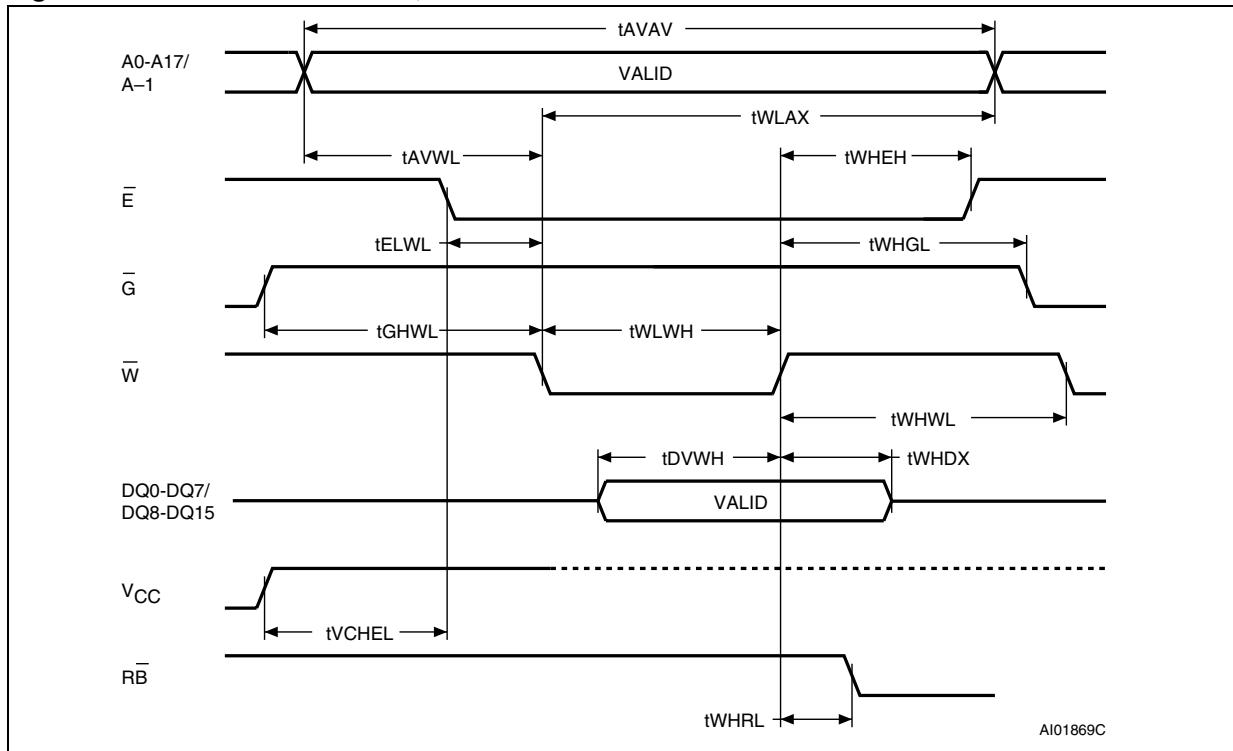 tAVAV
A0-A17/
A–1
VALID
tWLAX
tAVWL
tWHEH
E̅
tELWL
tWHGL
G̅
tGHWL
tWLWH
W̅
tWHWL
tDVWH
tWHDX
DQ0-DQ7/
DQ8-DQ15
VALID
VCC
tVCHEL
RB̅
tWHRL
AI01869C